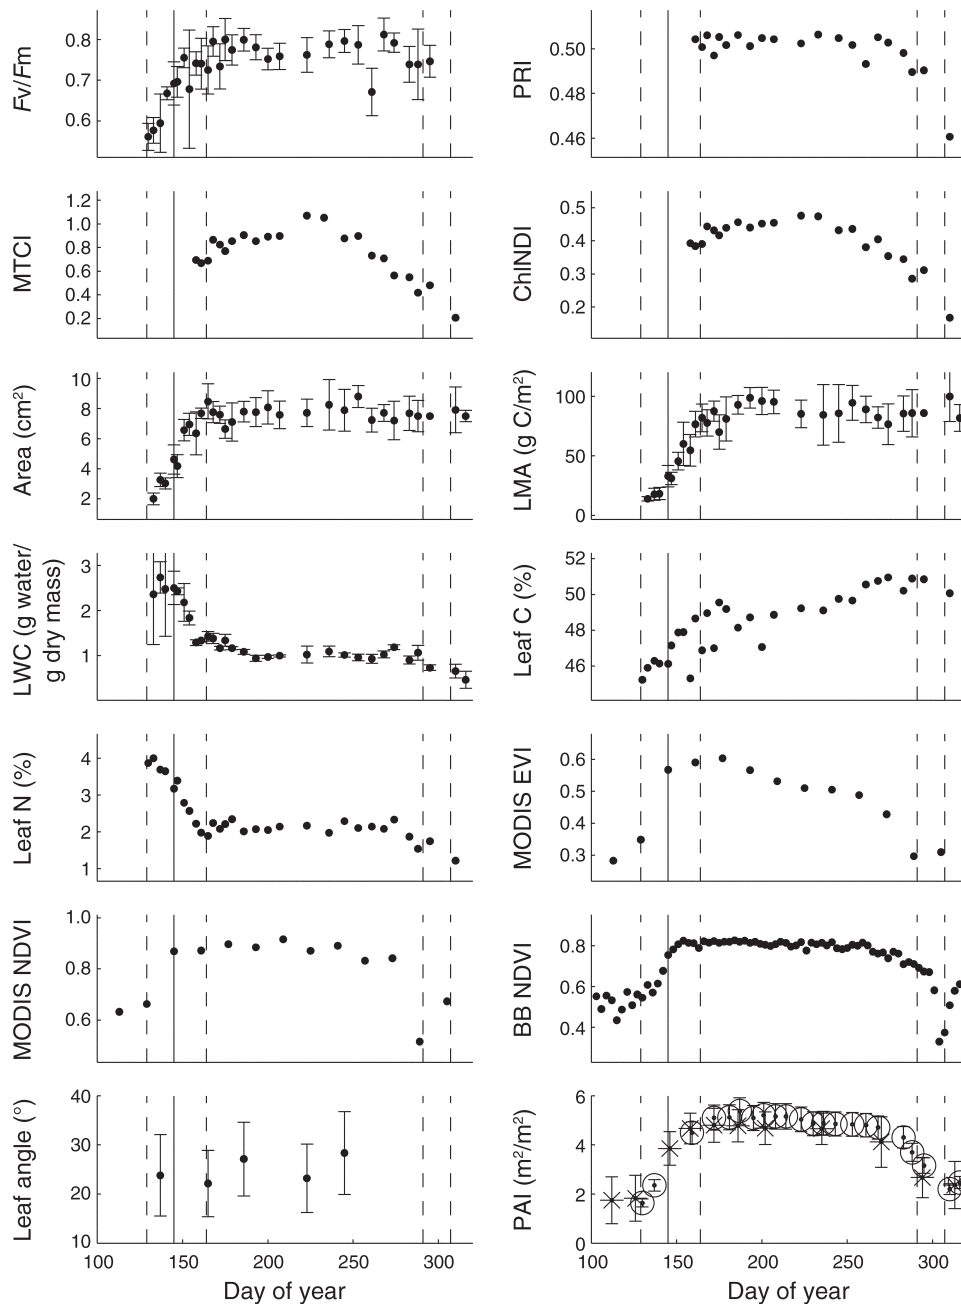 Fv/Fm
0.8
0.7
0.6
PRI
0.50
0.48
0.46
MTCI
1.2
1.0
0.8
0.6
0.4
0.2
ChlNDI
0.5
0.4
0.3
0.2
Area (cm²)
10
8
6
4
2
LMA (g C/m²)
100
50
0
LWC (g water/
g dry mass)
3
2
1
Leaf C (%)
52
50
48
46
Leaf N (%)
4
3
2
1
MODIS EVI
0.6
0.5
0.4
0.3
MODIS NDVI
1.0
0.8
0.6
BB NDVI
0.8
0.6
0.4
Leaf angle (°)
40
30
20
10
100 150 200 250 300
Day of year
PAI (m²/m²)
6
4
2
0
100 150 200 250 300
Day of year